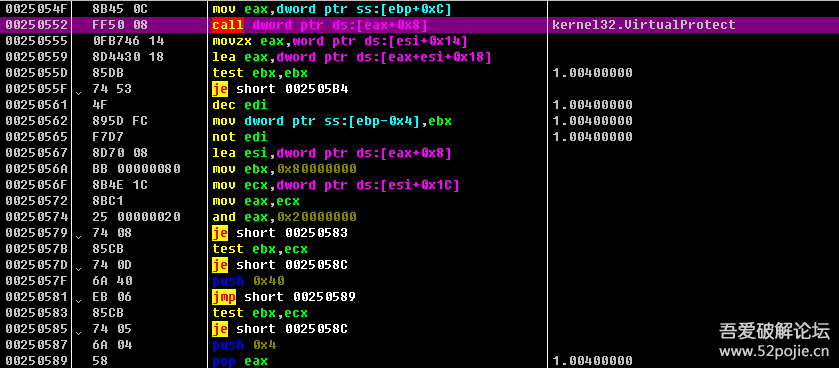 0025054F 8B45 0C mov eax,dword ptr ss:[ebp+0xC]
00250552 FF50 08 call dword ptr ds:[eax+0x8] kernel32.VirtualProtect
00250555 0FB746 14 movzx eax,word ptr ds:[esi+0x14]
00250559 8D4430 18 lea eax,dword ptr ds:[eax+esi+0x18]
0025055D 85DB test ebx,ebx 1.00400000
0025055F 74 53 je short 002505B4
00250561 4F dec edi 1.00400000
00250562 895D FC mov dword ptr ss:[ebp-0x4],ebx 1.00400000
00250565 F7D7 not edi 1.00400000
00250567 8D70 08 lea esi,dword ptr ds:[eax+0x8]
0025056A BB 00000080 mov ebx,0x80000000
0025056F 8B4E 1C mov ecx,dword ptr ds:[esi+0x1C]
00250572 8BC1 mov eax,ecx
00250574 25 00000020 and eax,0x20000000
00250579 74 08 je short 00250583
0025057B 85CB test ebx,ecx
0025057D 74 0D je short 0025058C
0025057F 6A 40 push 0x40
00250581 EB 06 jmp short 00250589
00250583 85CB test ebx,ecx
00250585 74 05 je short 0025058C
00250587 6A 04 push 0x4
00250589 58 pop eax 1.00400000
吾爱破解论坛
www.52pojie.cn